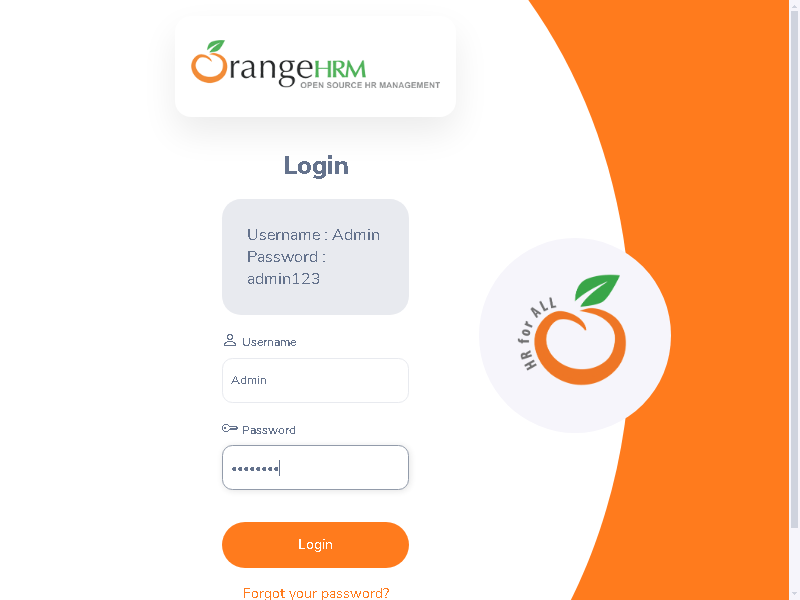 OrangeHRM
OPEN SOURCE HR MANAGEMENT
Login
Username : Admin
Password :
admin123
Username
Admin
Password
••••••••
Login
Forgot your password?
HR for ALL